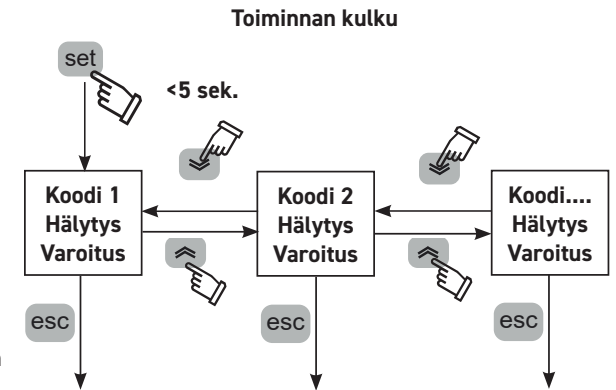 Toiminnan kulku
set
<5 sek.
Koodi 1
Hälytys
Varoitus
Koodi 2
Hälytys
Varoitus
Koodi....
Hälytys
Varoitus
esc
esc
esc